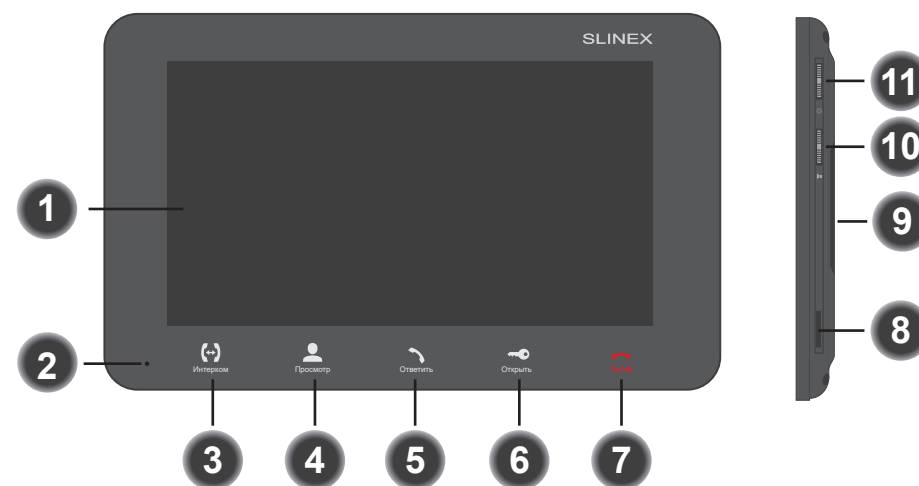 SLINEX
11
10
1
9
8
2
Интерком
Просмотр
Ответить
Открыть
3
4
5
6
7